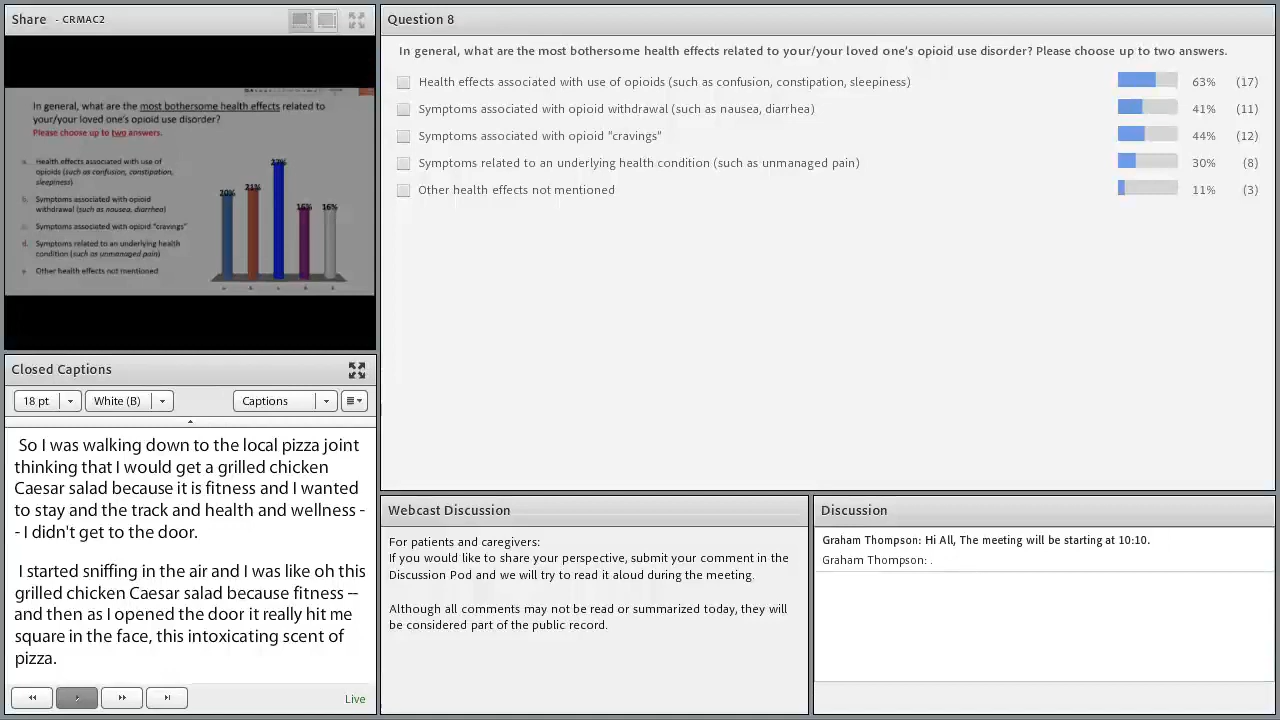 Share - CRMAC2
In general, what are the most bothersome health effects related to
your/your loved one's opioid use disorder?
Please choose up to two answers.
a. Health effects associated with use of
opioids (such as confusion, constipation,
sleepiness)
b. Symptoms associated with opioid
withdrawal (such as nausea, diarrhea)
c. Symptoms associated with opioid "cravings"
d. Symptoms related to an underlying health
condition (such as unmanaged pain)
e. Other health effects not mentioned
20%
21%
27%
16%
16%
Closed Captions
18 pt
White (B)
Captions
So I was walking down to the local pizza joint
thinking that I would get a grilled chicken
Caesar salad because it is fitness and I wanted
to stay and the track and health and wellness -
- I didn't get to the door.
I started sniffing in the air and I was like oh this
grilled chicken Caesar salad because fitness --
and then as I opened the door it really hit me
square in the face, this intoxicating scent of
pizza.
Live
Question 8
In general, what are the most bothersome health effects related to your/your loved one's opioid use disorder? Please choose up to two answers.
Health effects associated with use of opioids (such as confusion, constipation, sleepiness) 63% (17)
Symptoms associated with opioid withdrawal (such as nausea, diarrhea) 41% (11)
Symptoms associated with opioid "cravings" 44% (12)
Symptoms related to an underlying health condition (such as unmanaged pain) 30% (8)
Other health effects not mentioned 11% (3)
Webcast Discussion
For patients and caregivers:
If you would like to share your perspective, submit your comment in the
Discussion Pod and we will try to read it aloud during the meeting.
Although all comments may not be read or summarized today, they will
be considered part of the public record.
Discussion
Graham Thompson: Hi All, The meeting will be starting at 10:10.
Graham Thompson: .